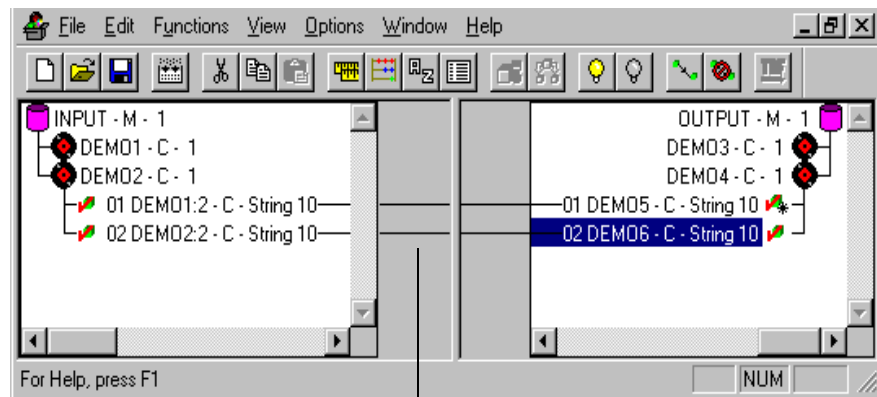 File Edit Functions View Options Window Help
INPUT - M - 1
DEMO1 - C - 1
DEMO2 - C - 1
01 DEMO1:2 - C - String 10
02 DEMO2:2 - C - String 10
OUTPUT - M - 1
DEMO3 - C - 1
DEMO4 - C - 1
01 DEMO5 - C - String 10
02 DEMO6 - C - String 10
For Help, press F1
NUM